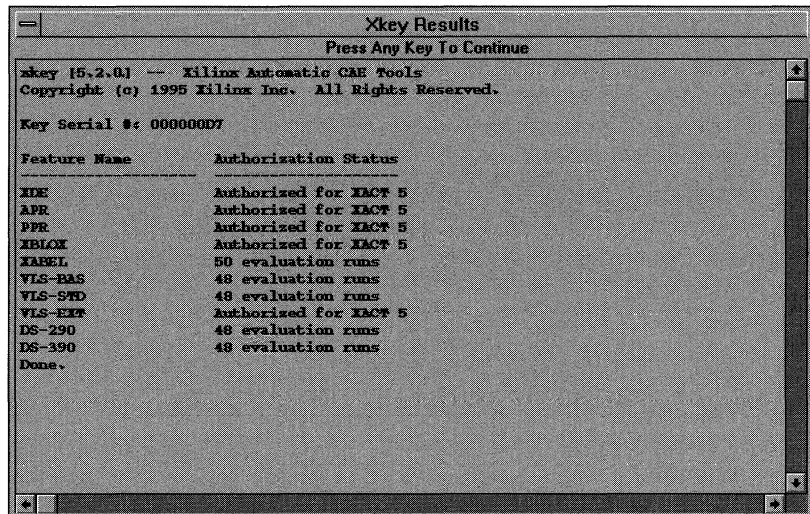 Xkey Results
Press Any Key To Continue
xkey [5.2.0] -- Xilinx Automatic CAE Tools
Copyright (c) 1995 Xilinx Inc. All Rights Reserved.
Key Serial #: 000000D7
Feature Name Authorization Status
-------------------- ---------------------
XDE Authorized for XACT 5
APR Authorized for XACT 5
PPR Authorized for XACT 5
XBLOX Authorized for XACT 5
XABEL 50 evaluation runs
VLS-BAS 48 evaluation runs
VLS-STD 48 evaluation runs
VLS-EXT Authorized for XACT 5
DS-290 48 evaluation runs
DS-390 48 evaluation runs
Done.